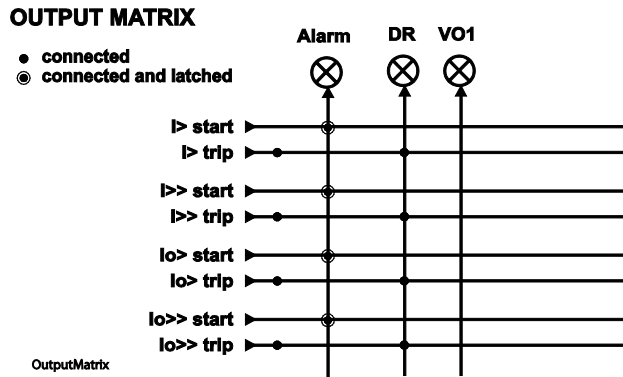 OUTPUT MATRIX
connected
connected and latched
Alarm DR VO1
I> start
I> trip
I>> start
I>> trip
Io> start
Io> trip
Io>> start
Io>> trip
OutputMatrix